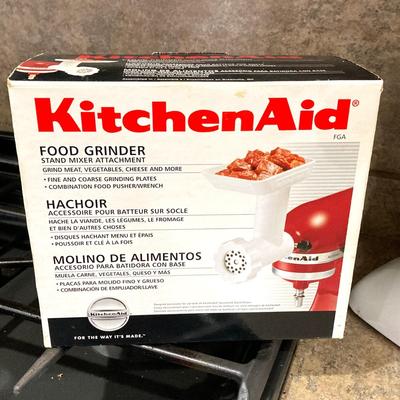 KitchenAid®
FGA
FOOD GRINDER
STAND MIXER ATTACHMENT
GRIND MEAT, VEGETABLES, CHEESE AND MORE
• FINE AND COARSE GRINDING PLATES
• COMBINATION FOOD PUSHER/WRENCH
HACHOIR
ACCESSOIRE POUR BATTEUR SUR SOCLE
HACHE LA VIANDE, LES LÉGUMES, LE FROMAGE
ET BIEN D'AUTRES CHOSES
• DISQUES HACHANT MENU ET ÉPAIS
• POUSSOIR ET CLÉ À LA FOIS
MOLINO DE ALIMENTOS
ACCESORIO PARA BATIDORA CON BASE
MUELA CARNE, VEGETALES, QUESO Y MÁS
• PLACAS PARA MOLIDO FINO Y GRUESO
• COMBINACIÓN DE EMPUJADOR/LLAVE
KitchenAid
KitchenAid
FOR THE WAY IT'S MADE.™